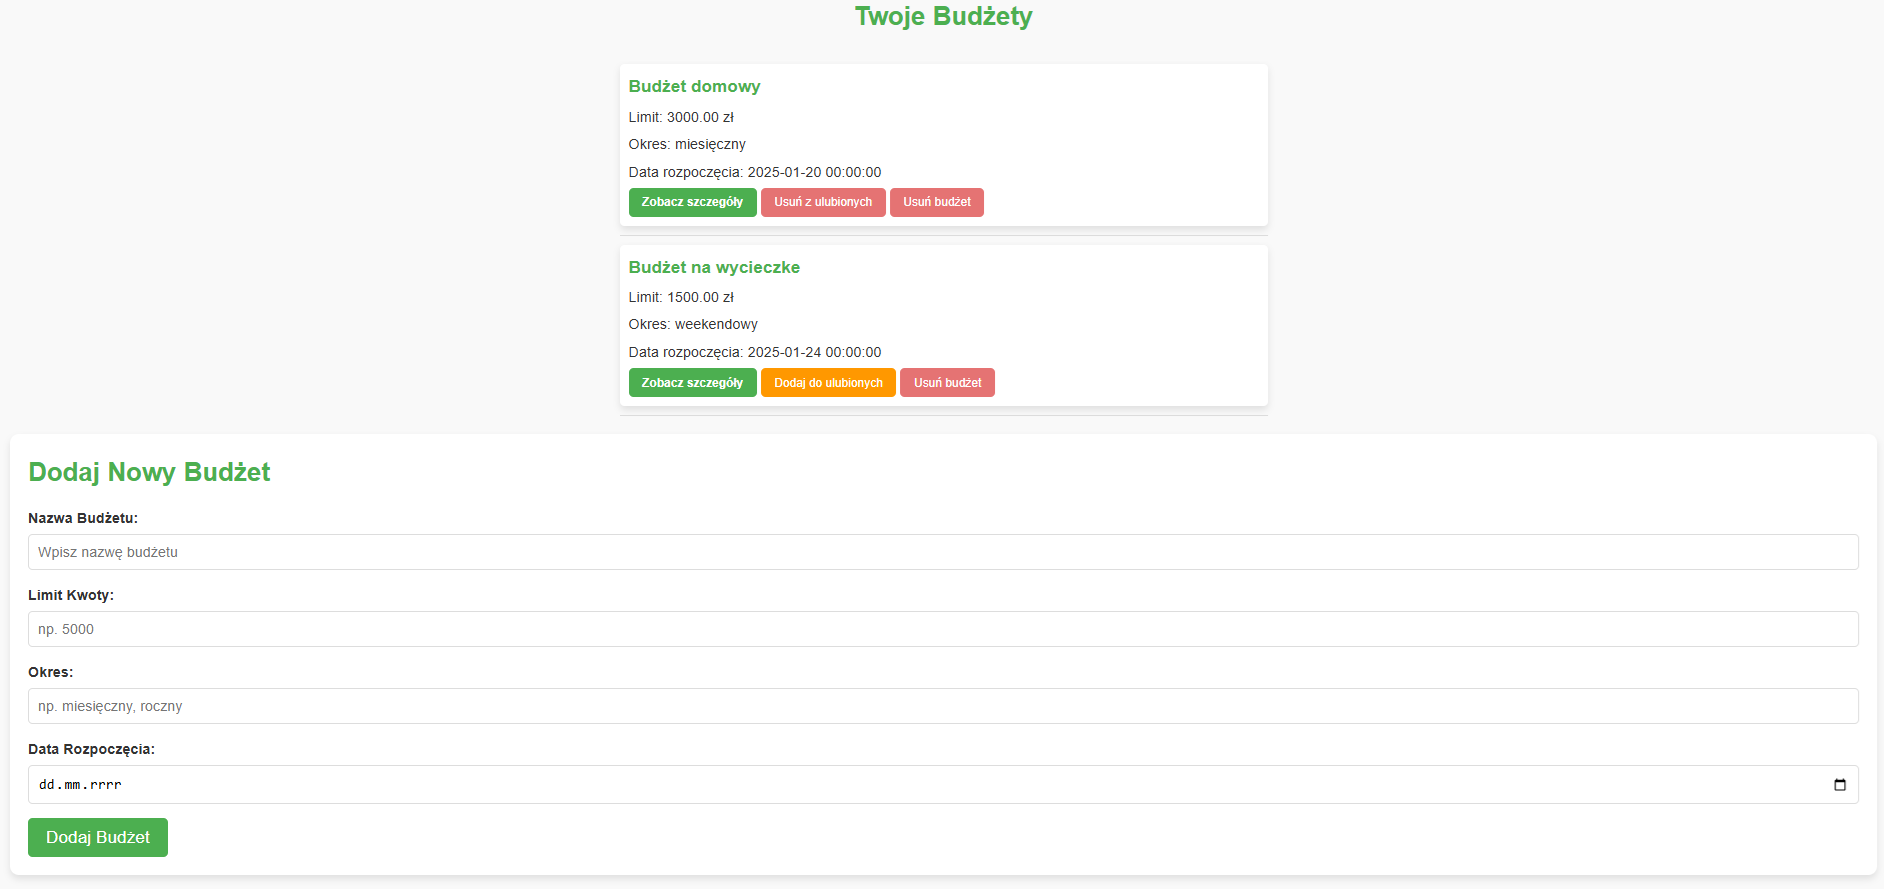 Twoje Budżety
Budżet domowy
Limit: 3000.00 zł
Okres: miesięczny
Data rozpoczęcia: 2025-01-20 00:00:00
Zobacz szczegóły Usuń z ulubionych Usuń budżet
Budżet na wycieczke
Limit: 1500.00 zł
Okres: weekendowy
Data rozpoczęcia: 2025-01-24 00:00:00
Zobacz szczegóły Dodaj do ulubionych Usuń budżet
Dodaj Nowy Budżet
Nazwa Budżetu:
Wpisz nazwę budżetu
Limit Kwoty:
np. 5000
Okres:
np. miesięczny, roczny
Data Rozpoczęcia:
dd.mm.rrrr
Dodaj Budżet